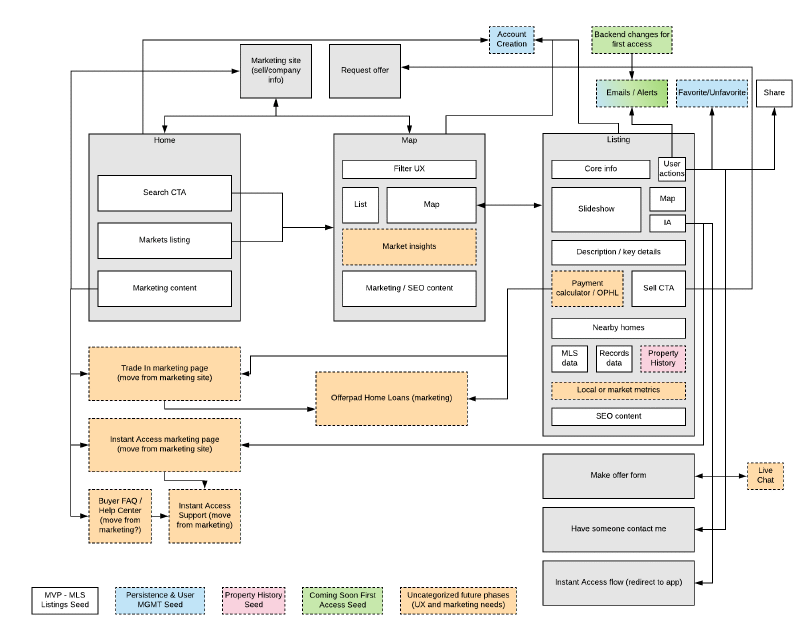 Account
Creation
Backend changes for
first access
Marketing site
(sell/company
info)
Request offer
Emails / Alerts
Favorite/Unfavorite
Share
Home
Search CTA
Markets listing
Marketing content
Map
Filter UX
List
Map
Market insights
Marketing / SEO content
Listing
Core info
User
actions
Slideshow
Map
IA
Description / key details
Payment
calculator / OPHL
Sell CTA
Nearby homes
MLS
data
Records
data
Property
History
Local or market metrics
SEO content
Trade In marketing page
(move from marketing site)
Offerpad Home Loans (marketing)
Instant Access marketing page
(move from marketing site)
Buyer FAQ /
Help Center
(move from
marketing?)
Instant Access
Support (move
from marketing)
Make offer form
Live
Chat
Have someone contact me
Instant Access flow (redirect to app)
MVP - MLS
Listings Seed
Persistence & User
MGMT Seed
Property History
Seed
Coming Soon First
Access Seed
Uncategorized future phases
(UX and marketing needs)